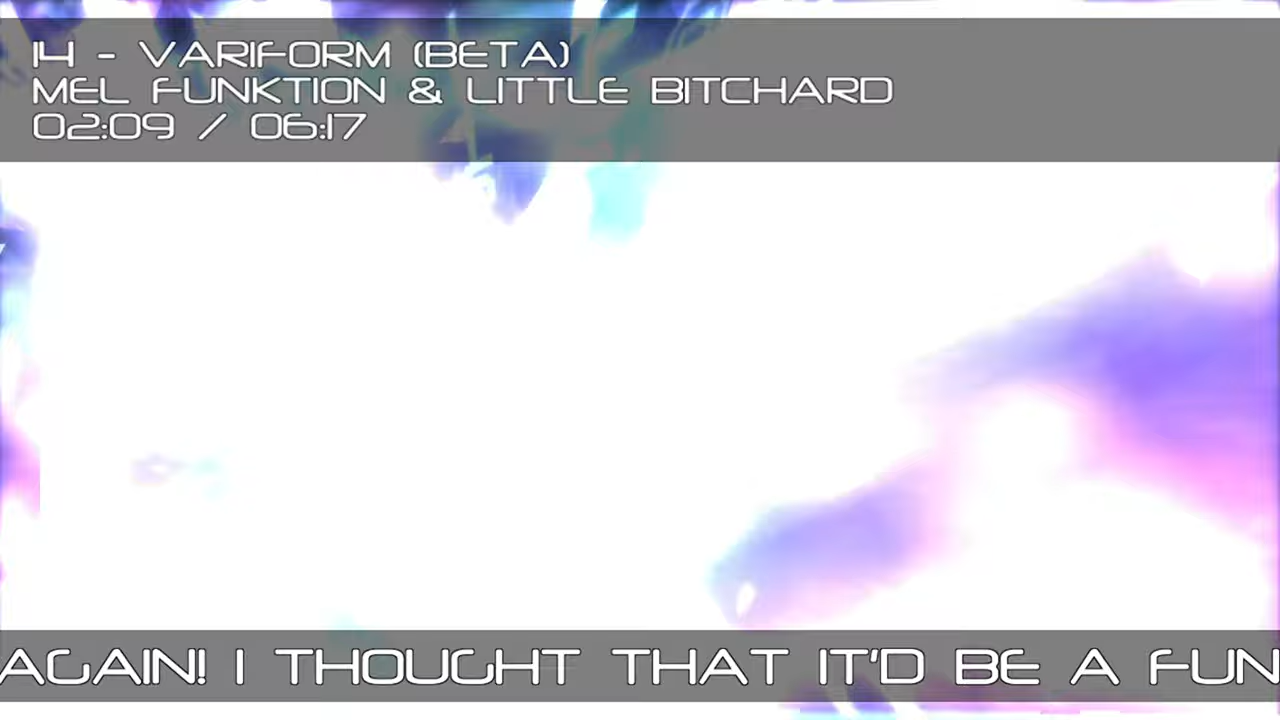 14 - VARIFORM (BETA)
MEL FUNKTION & LITTLE BITCHARD
02:09 / 06:17
AGAIN! I THOUGHT THAT IT'D BE A FUN